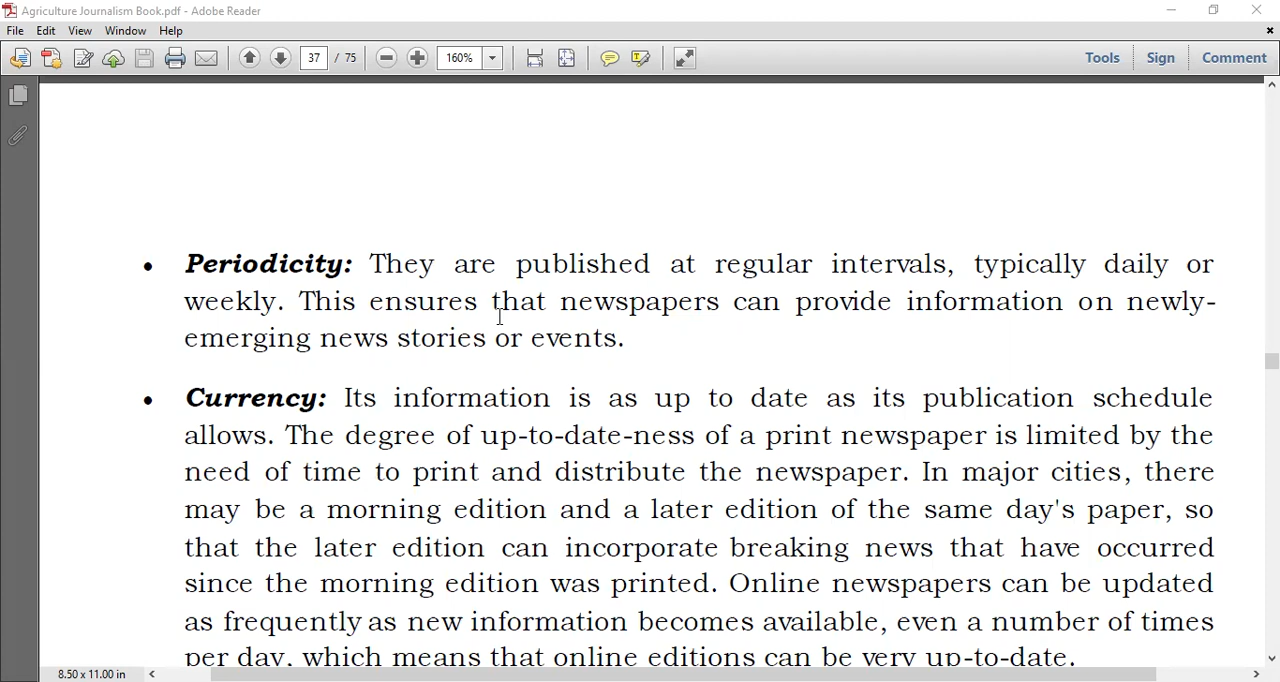 Agriculture Journalism Book.pdf - Adobe Reader
File Edit View Window Help
37 / 75 160% Tools Sign Comment
• Periodicity: They are published at regular intervals, typically daily or
weekly. This ensures that newspapers can provide information on newly-
emerging news stories or events.
• Currency: Its information is as up to date as its publication schedule
allows. The degree of up-to-date-ness of a print newspaper is limited by the
need of time to print and distribute the newspaper. In major cities, there
may be a morning edition and a later edition of the same day's paper, so
that the later edition can incorporate breaking news that have occurred
since the morning edition was printed. Online newspapers can be updated
as frequently as new information becomes available, even a number of times
per day, which means that online editions can be very up-to-date.
8.50 x 11.00 in